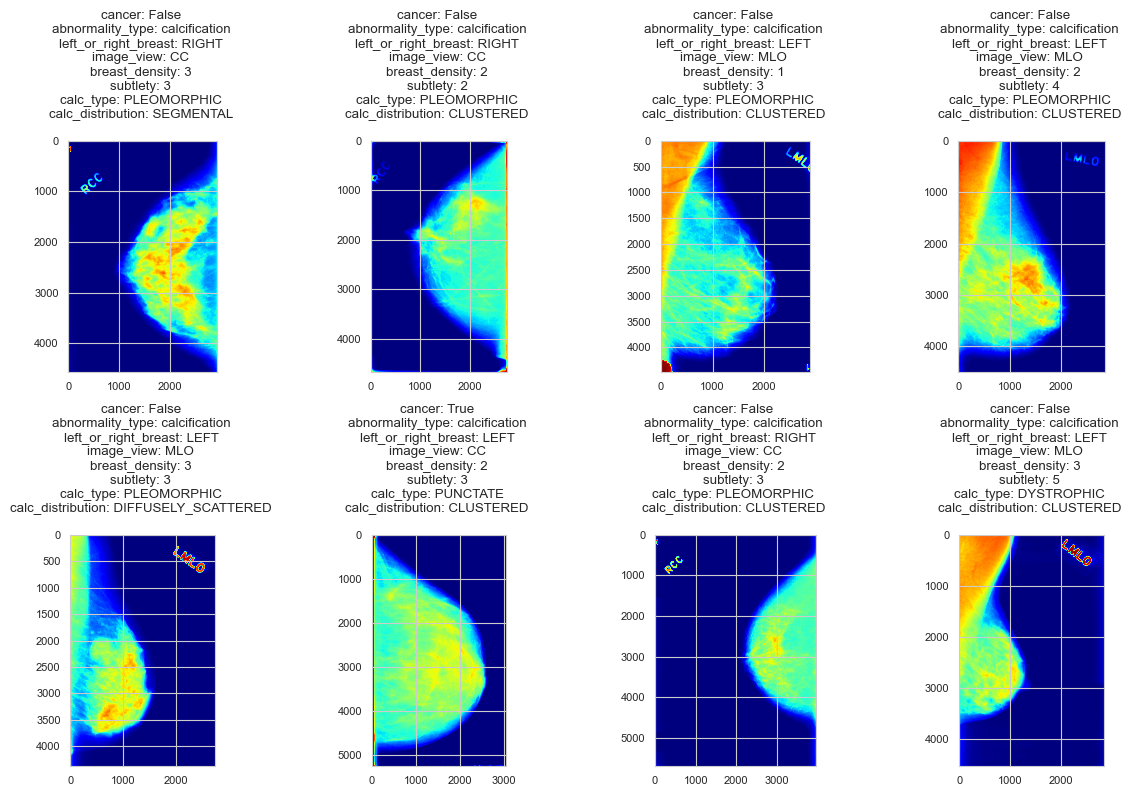 cancer: False
abnormality_type: calcification
left_or_right_breast: RIGHT
image_view: CC
breast_density: 3
subtlety: 3
calc_type: PLEOMORPHIC
calc_distribution: SEGMENTAL
0
1000
2000
3000
4000
RCC
0 1000 2000
cancer: False
abnormality_type: calcification
left_or_right_breast: RIGHT
image_view: CC
breast_density: 2
subtlety: 2
calc_type: PLEOMORPHIC
calc_distribution: CLUSTERED
0
1000
2000
3000
4000
RCC
0 1000 2000
cancer: False
abnormality_type: calcification
left_or_right_breast: LEFT
image_view: MLO
breast_density: 1
subtlety: 3
calc_type: PLEOMORPHIC
calc_distribution: CLUSTERED
0
500
1000
1500
2000
2500
3000
3500
4000
LMLO
0 1000 2000
cancer: False
abnormality_type: calcification
left_or_right_breast: LEFT
image_view: MLO
breast_density: 2
subtlety: 4
calc_type: PLEOMORPHIC
calc_distribution: CLUSTERED
0
1000
2000
3000
4000
LMLO
0 1000 2000
cancer: False
abnormality_type: calcification
left_or_right_breast: LEFT
image_view: MLO
breast_density: 3
subtlety: 3
calc_type: PLEOMORPHIC
calc_distribution: DIFFUSELY_SCATTERED
0
500
1000
1500
2000
2500
3000
3500
4000
LMLO
0 1000 2000
cancer: True
abnormality_type: calcification
left_or_right_breast: LEFT
image_view: CC
breast_density: 2
subtlety: 3
calc_type: PUNCTATE
calc_distribution: CLUSTERED
0
1000
2000
3000
4000
5000
0 1000 2000 3000
cancer: False
abnormality_type: calcification
left_or_right_breast: RIGHT
image_view: CC
breast_density: 2
subtlety: 3
calc_type: PLEOMORPHIC
calc_distribution: CLUSTERED
0
1000
2000
3000
4000
5000
RCC
0 1000 2000 3000
cancer: False
abnormality_type: calcification
left_or_right_breast: LEFT
image_view: MLO
breast_density: 3
subtlety: 5
calc_type: DYSTROPHIC
calc_distribution: CLUSTERED
0
1000
2000
3000
4000
LMLO
0 1000 2000